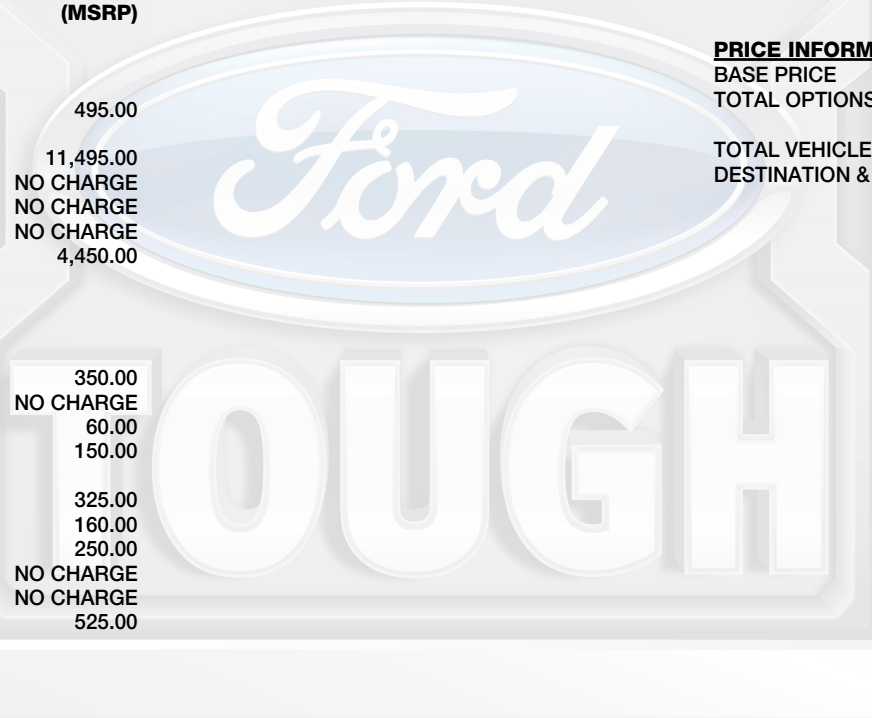 (MSRP)
495.00
11,495.00
NO CHARGE
NO CHARGE
NO CHARGE
4,450.00
350.00
NO CHARGE
60.00
150.00
325.00
160.00
250.00
NO CHARGE
NO CHARGE
525.00
PRICE INFORM
BASE PRICE
TOTAL OPTIONS
TOTAL VEHICLE
DESTINATION &
Ford
TOUGH